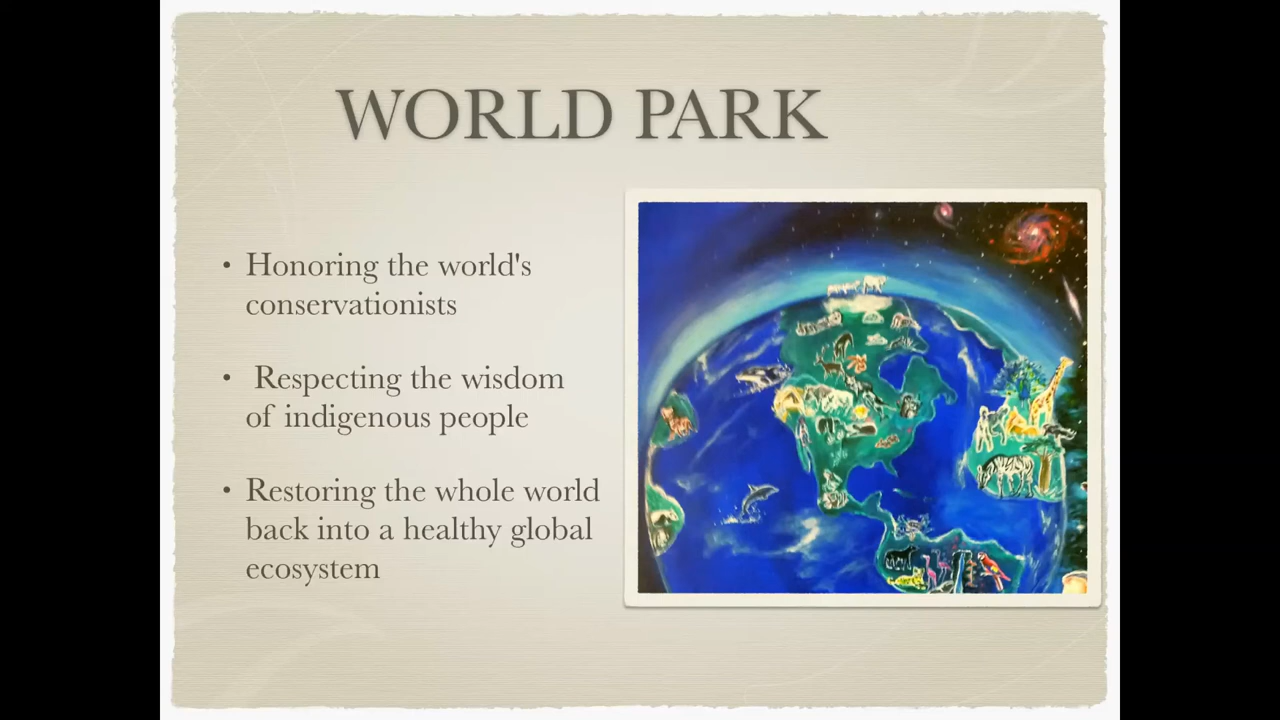 WORLD PARK
• Honoring the world's
conservationists
• Respecting the wisdom
of indigenous people
• Restoring the whole world
back into a healthy global
ecosystem